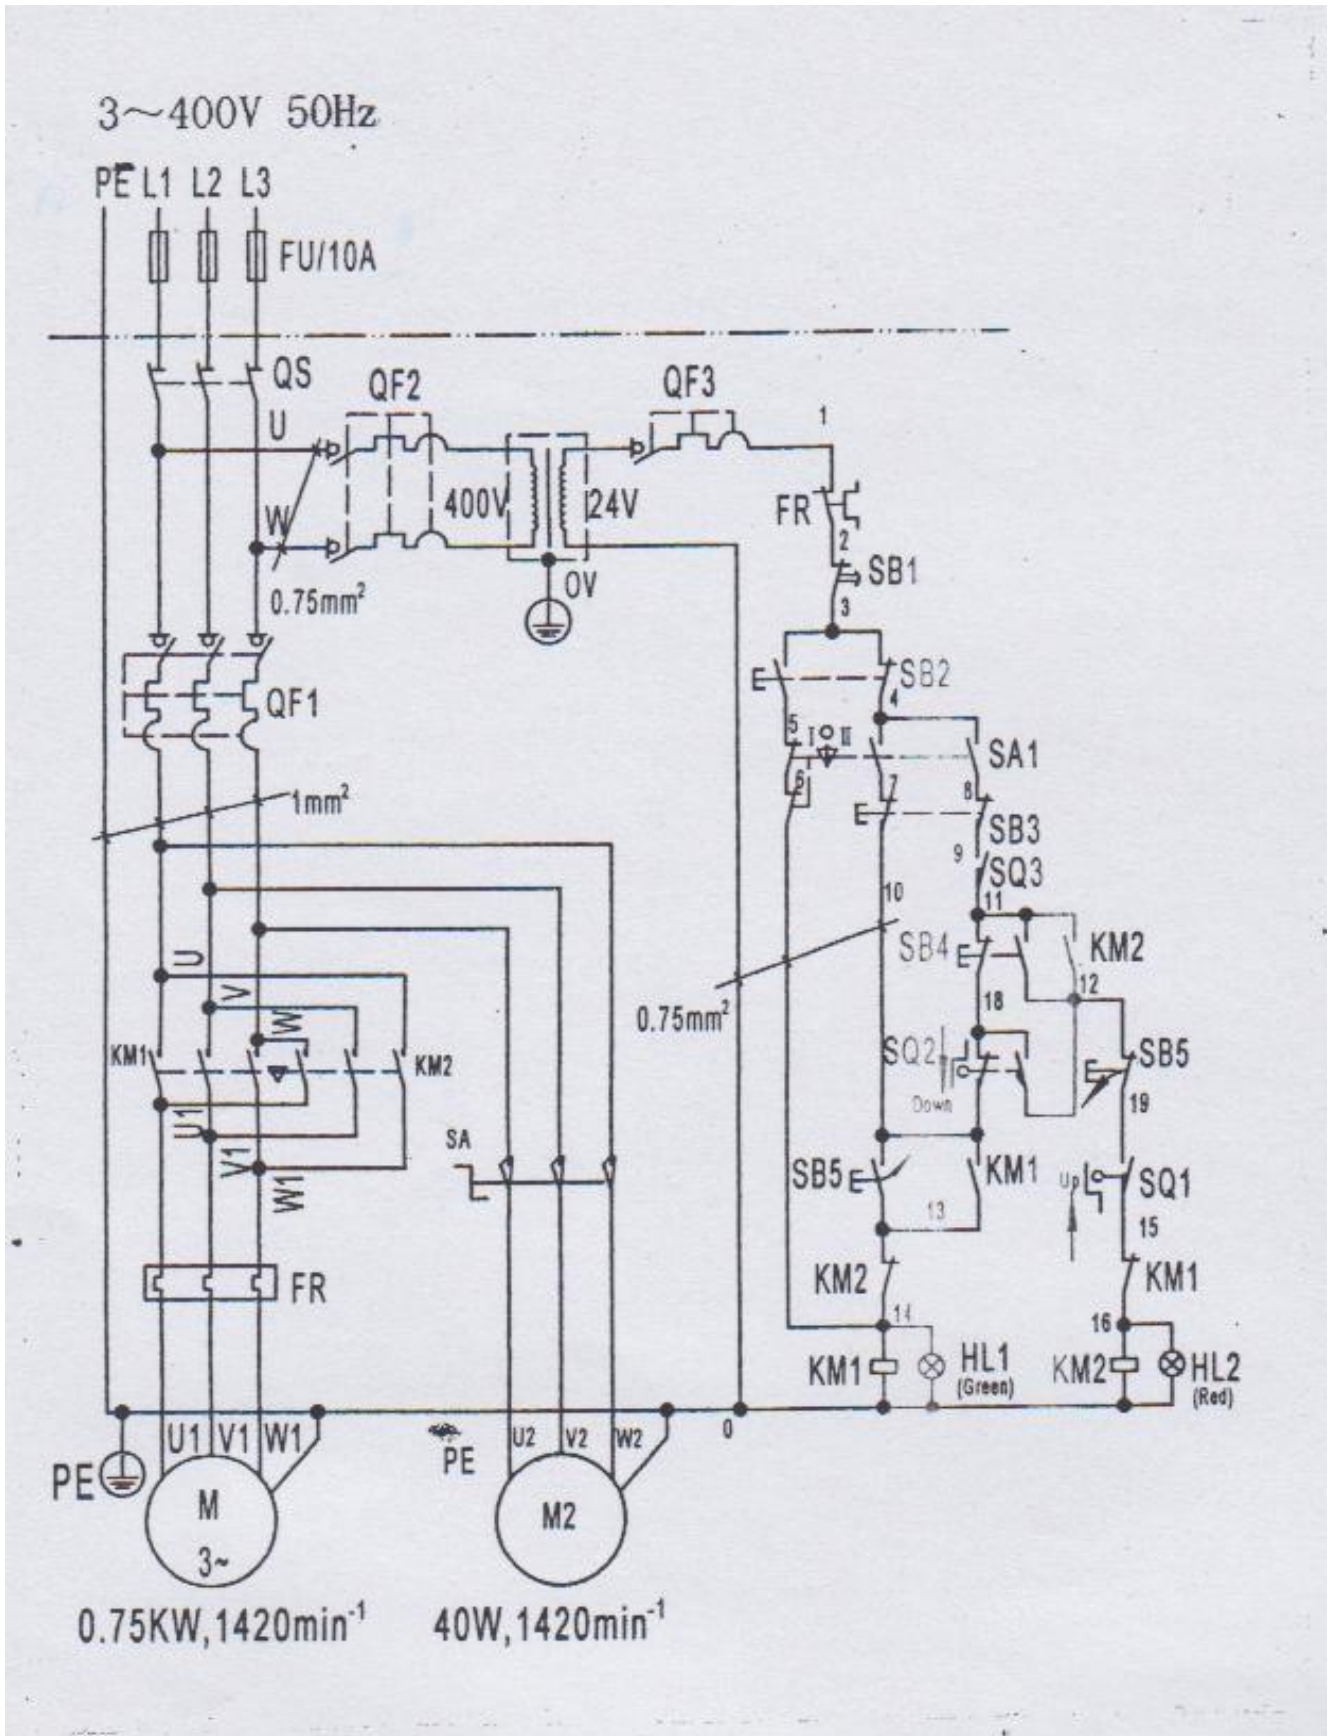 3～400V 50Hz
PE L1 L2 L3
FU/10A
QS
QF2
QF3
U
1
400V
24V
FR
W
2
0V
SB1
0.75mm²
3
SB2
4
QF1
5
I O II
SA1
6
7
8
1mm²
SB3
9
SQ3
10
11
U
SB4
KM2
V
12
18
0.75mm²
W
KM1
KM2
SQ2
SB5
Down
19
U1
SA
V1
SB5
KM1
Up
SQ1
W1
13
15
FR
KM2
KM1
14
16
KM1
HL1
(Green)
KM2
HL2
(Red)
0
U1 V1 W1
PE
U2 V2 W2
PE
M
3~
M2
0.75KW,1420min⁻¹
40W,1420min⁻¹